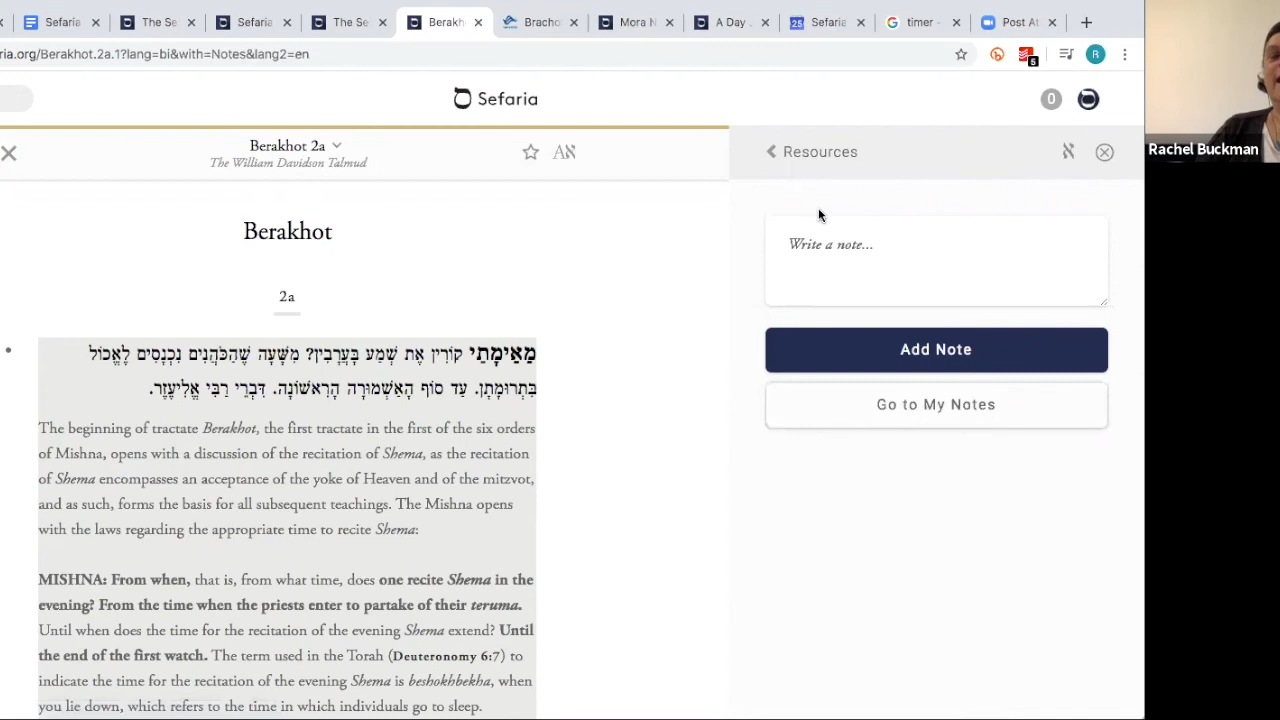 Sefaria
The Se
Sefaria
The Se
Berakh
Brachot
Mora N
A Day
25
Sefaria
timer -
Post At
ria.org/Berakhot.2a.1?lang=bi&with=Notes&lang2=en
5
R
Sefaria
0
Berakhot 2a
The William Davidson Talmud
Resources
Rachel Buckman
Berakhot
2a
Write a note...
Add Note
Go to My Notes
מֵאֵימָתַי קוֹרִין אֶת שְׁמַע בָּעֲרָבִין? מִשָּׁעָה שֶׁהַכֹּהֲנִים נִכְנָסִים לֶאֱכוֹל
בִּתְרוּמָתָן. עַד סוֹף הָאַשְׁמוּרָה הָרִאשׁוֹנָה. דִּבְרֵי רַבִּי אֱלִיעֶזֶר.
The beginning of tractate Berakhot, the first tractate in the first of the six orders
of Mishna, opens with a discussion of the recitation of Shema, as the recitation
of Shema encompasses an acceptance of the yoke of Heaven and of the mitzvot,
and as such, forms the basis for all subsequent teachings. The Mishna opens
with the laws regarding the appropriate time to recite Shema:
MISHNA: From when, that is, from what time, does one recite Shema in the
evening? From the time when the priests enter to partake of their teruma.
Until when does the time for the recitation of the evening Shema extend? Until
the end of the first watch. The term used in the Torah (Deuteronomy 6:7) to
indicate the time for the recitation of the evening Shema is beshokhbekha, when
you lie down, which refers to the time in which individuals go to sleep.